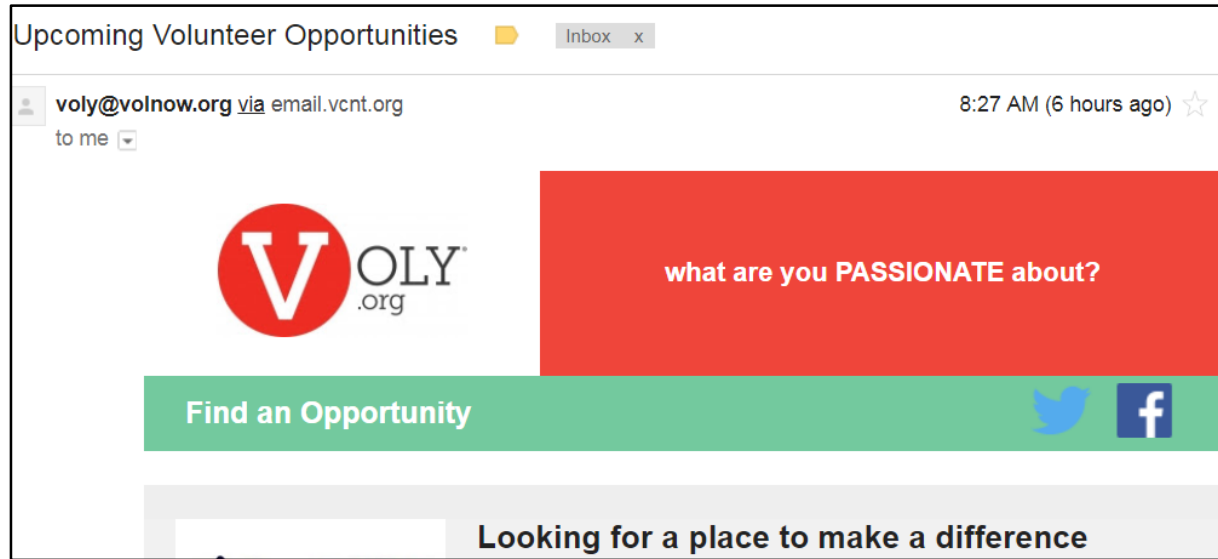 Upcoming Volunteer Opportunities Inbox x
voly@volnow.org via email.vcnt.org 8:27 AM (6 hours ago)
to me
VOLY
.org
what are you PASSIONATE about?
Find an Opportunity
Looking for a place to make a difference